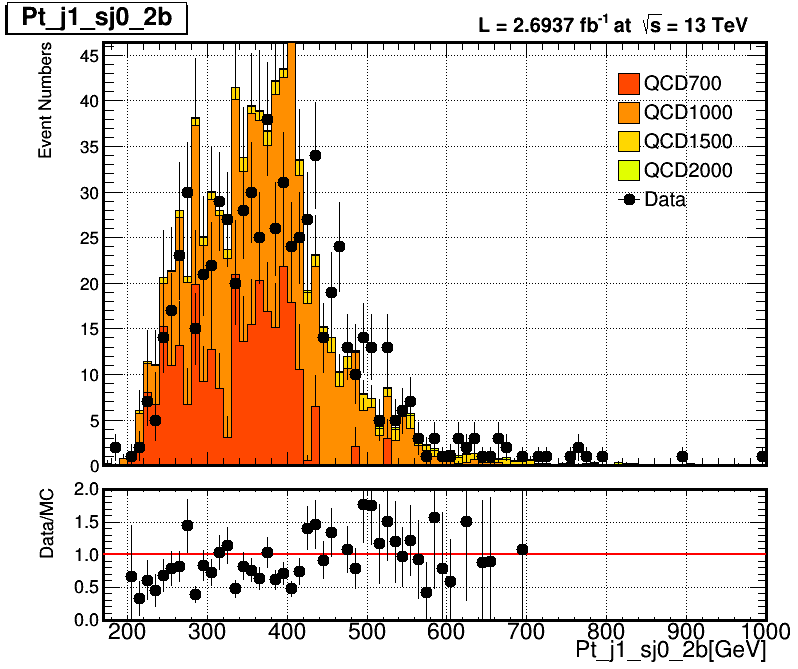 Pt_j1_sj0_2b
L = 2.6937 fb⁻¹ at √s = 13 TeV
Event Numbers
45
40
35
30
25
20
15
10
5
0
QCD700
QCD1000
QCD1500
QCD2000
Data
Data/MC
2.0
1.5
1.0
0.5
0.0
200 300 400 500 600 700 800 900 1000
Pt_j1_sj0_2b[GeV]